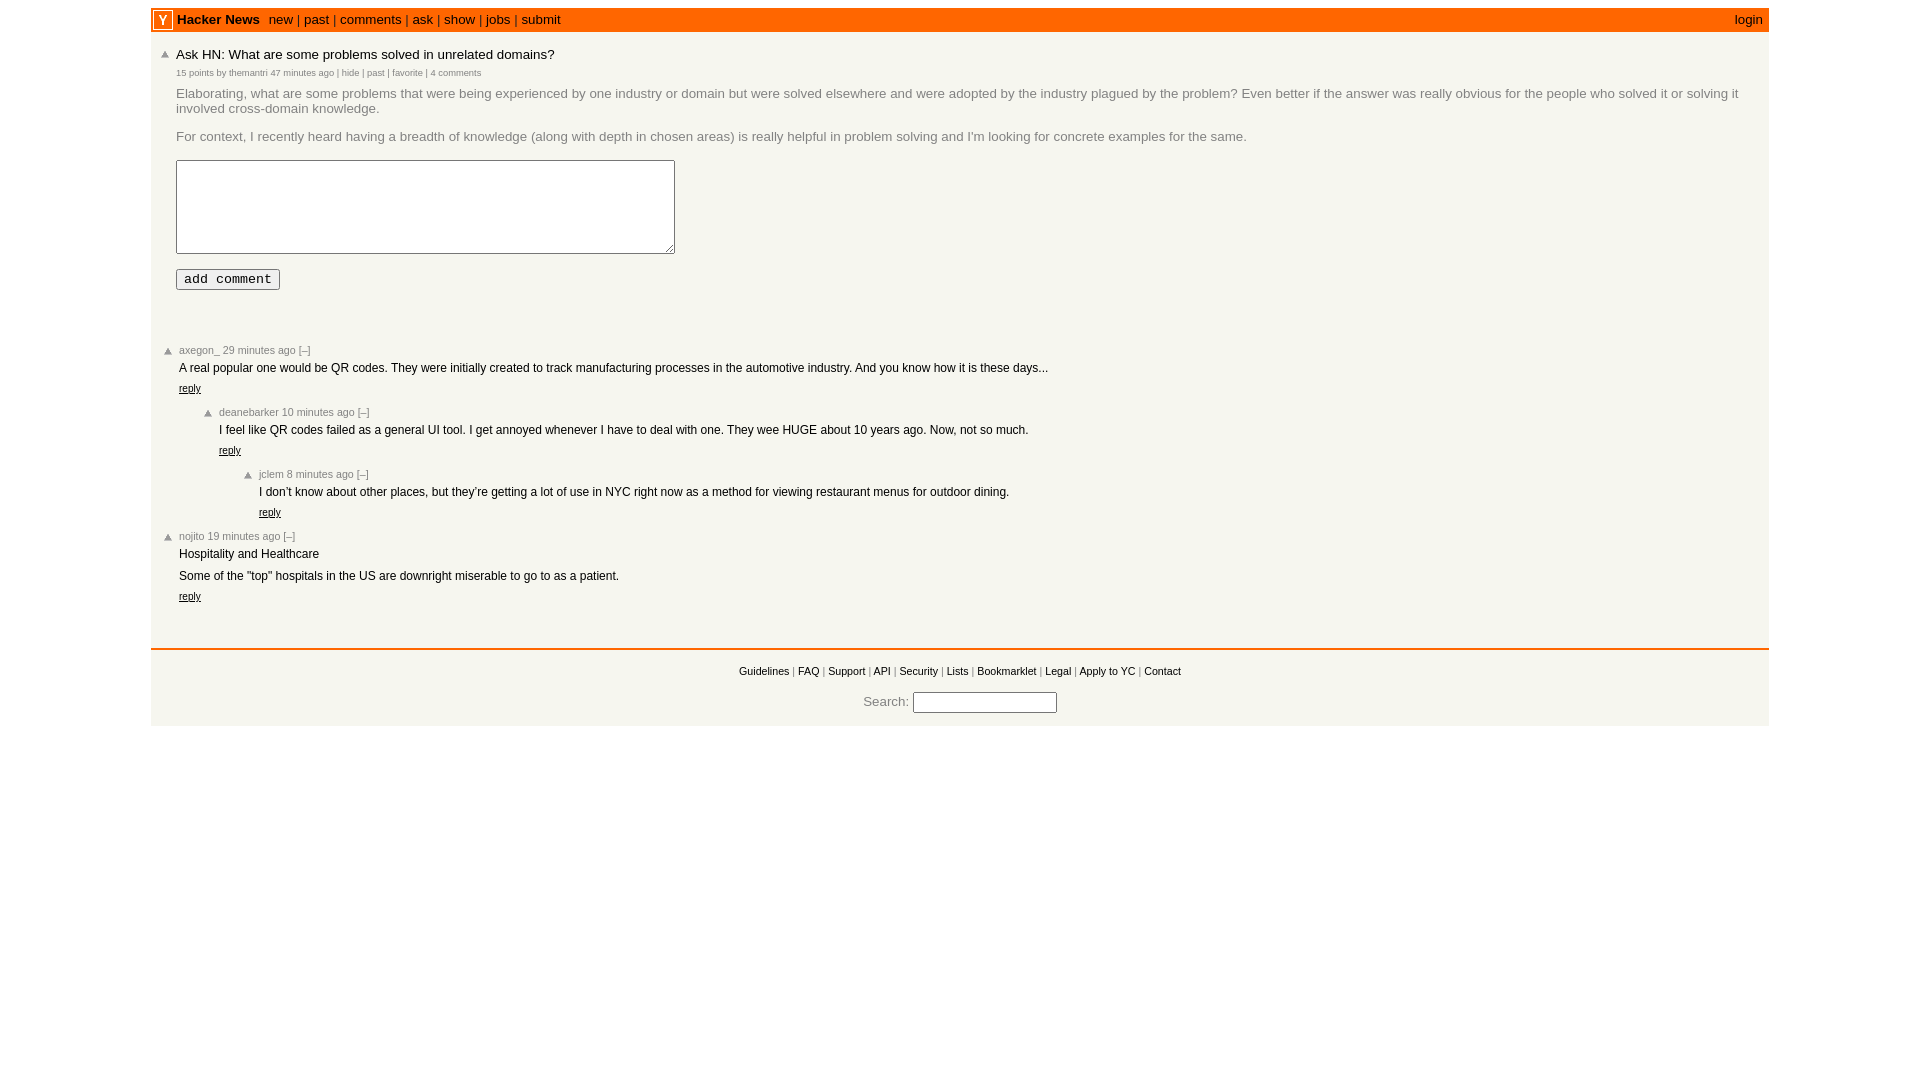 Y Hacker News new | past | comments | ask | show | jobs | submit login
Ask HN: What are some problems solved in unrelated domains?
15 points by themantri 47 minutes ago | hide | past | favorite | 4 comments
Elaborating, what are some problems that were being experienced by one industry or domain but were solved elsewhere and were adopted by the industry plagued by the problem? Even better if the answer was really obvious for the people who solved it or solving it
involved cross-domain knowledge.
For context, I recently heard having a breadth of knowledge (along with depth in chosen areas) is really helpful in problem solving and I'm looking for concrete examples for the same.
add comment
axegon_ 29 minutes ago [–]
A real popular one would be QR codes. They were initially created to track manufacturing processes in the automotive industry. And you know how it is these days...
reply
deanebarker 10 minutes ago [–]
I feel like QR codes failed as a general UI tool. I get annoyed whenever I have to deal with one. They wee HUGE about 10 years ago. Now, not so much.
reply
jclem 8 minutes ago [–]
I don’t know about other places, but they’re getting a lot of use in NYC right now as a method for viewing restaurant menus for outdoor dining.
reply
nojito 19 minutes ago [–]
Hospitality and Healthcare
Some of the "top" hospitals in the US are downright miserable to go to as a patient.
reply
Guidelines | FAQ | Support | API | Security | Lists | Bookmarklet | Legal | Apply to YC | Contact
Search: